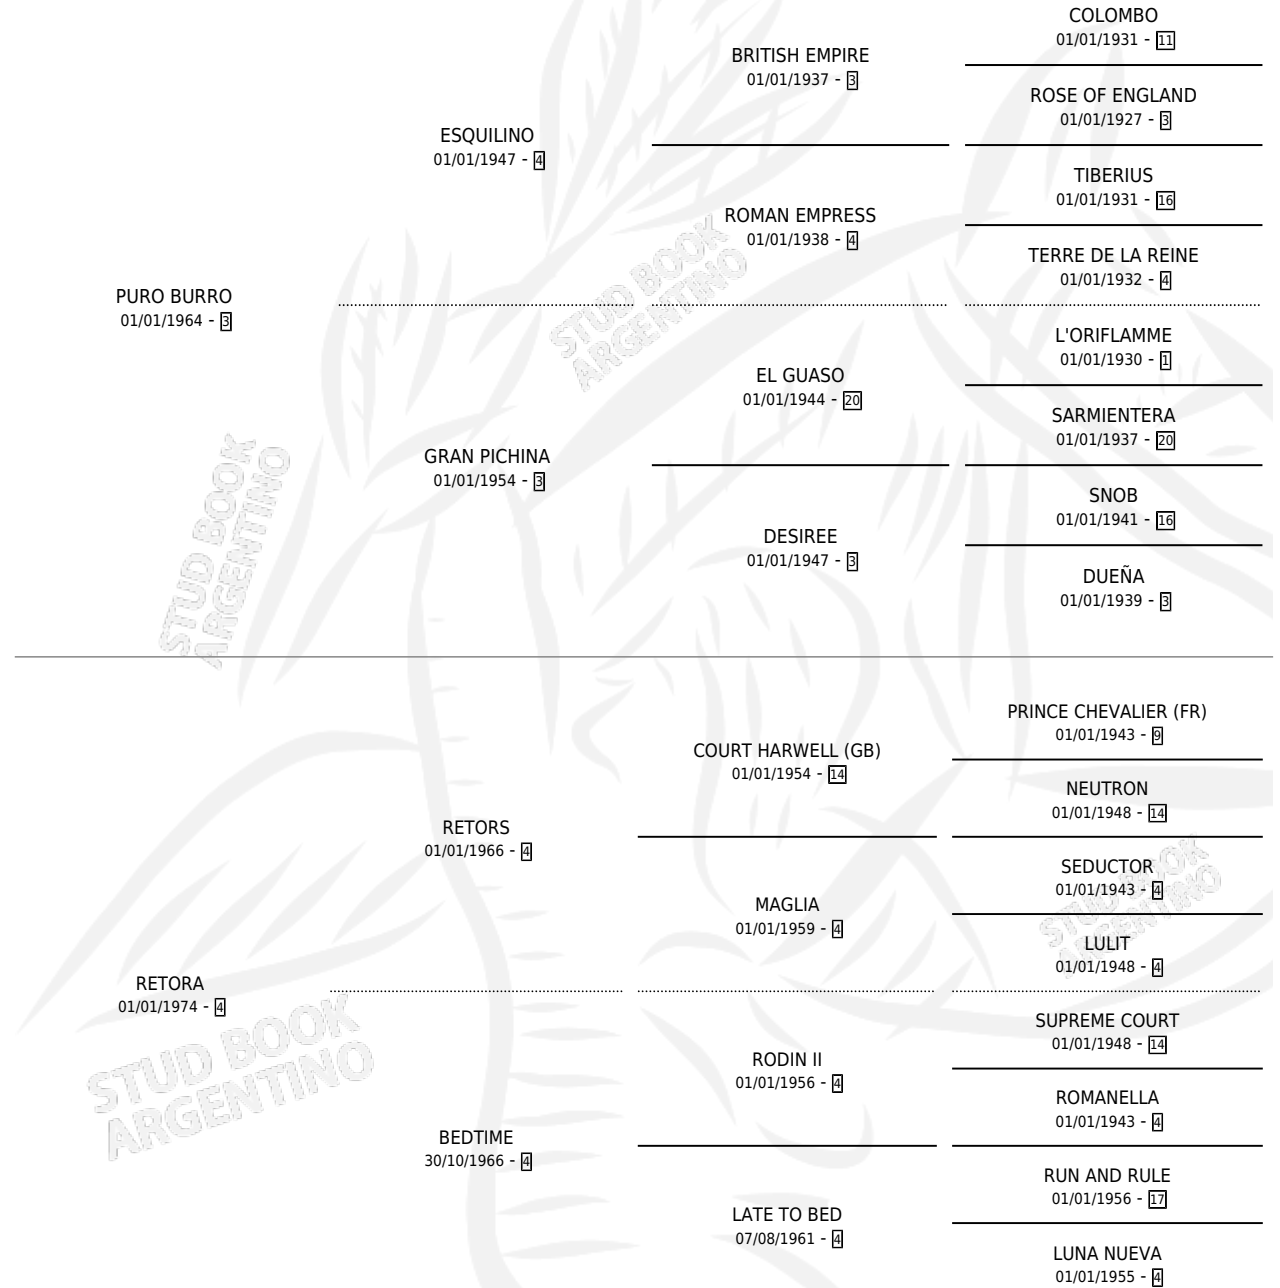 COLOMBO
01/01/1931 - 11
BRITISH EMPIRE
01/01/1937 - 3
ROSE OF ENGLAND
01/01/1927 - 3
ESQUILINO
01/01/1947 - 4
TIBERIUS
01/01/1931 - 16
ROMAN EMPRESS
01/01/1938 - 4
TERRE DE LA REINE
01/01/1932 - 4
PURO BURRO
01/01/1964 - 3
L'ORIFLAMME
01/01/1930 - 1
EL GUASO
01/01/1944 - 20
SARMIENTERA
01/01/1937 - 20
GRAN PICHINA
01/01/1954 - 3
SNOB
01/01/1941 - 16
DESIREE
01/01/1947 - 3
DUEÑA
01/01/1939 - 3
PRINCE CHEVALIER (FR)
01/01/1943 - 9
COURT HARWELL (GB)
01/01/1954 - 14
NEUTRON
01/01/1948 - 14
RETORS
01/01/1966 - 4
SEDUCTOR
01/01/1943 - 4
MAGLIA
01/01/1959 - 4
LULIT
01/01/1948 - 4
RETORA
01/01/1974 - 4
SUPREME COURT
01/01/1948 - 14
RODIN II
01/01/1956 - 4
ROMANELLA
01/01/1943 - 4
BEDTIME
30/10/1966 - 4
RUN AND RULE
01/01/1956 - 17
LATE TO BED
07/08/1961 - 4
LUNA NUEVA
01/01/1955 - 4
STUD BOOK
ARGENTINO
STUD BOOK
ARGENTINO
STUD BOOK
ARGENTINO
STUD BOOK
ARGENTINO